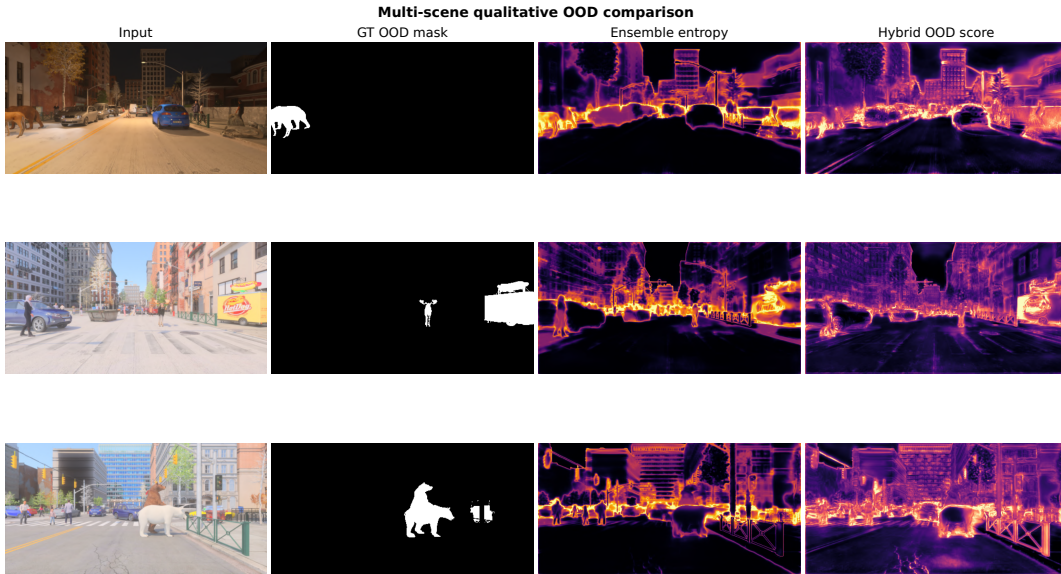 Multi-scene qualitative OOD comparison
Input
GT OOD mask
Ensemble entropy
Hybrid OOD score